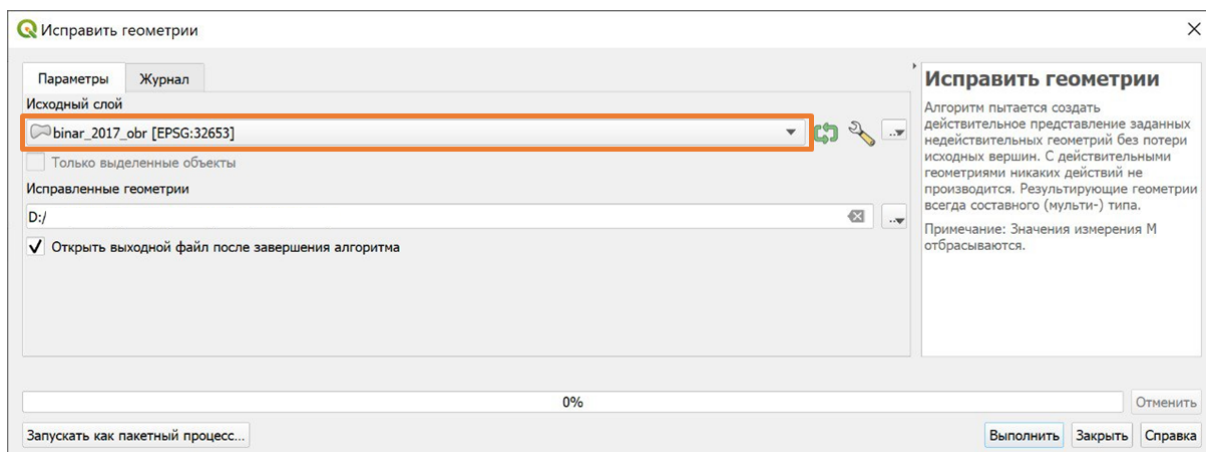 Исправить геометрии
Параметры
Журнал
Исходный слой
binar_2017_obr [EPSG:32653]
Только выделенные объекты
Исправленные геометрии
D:/
Открыть выходной файл после завершения алгоритма
Исправить геометрии
Алгоритм пытается создать
действительное представление заданных
недействительных геометрий без потери
исходных вершин. С действительными
геометриями никаких действий не
производится. Результирующие геометрии
всегда составного (мульти-) типа.
Примечание: Значения измерения M
отбрасываются.
0%
Отменить
Запускать как пакетный процесс...
Выполнить
Закрыть
Справка